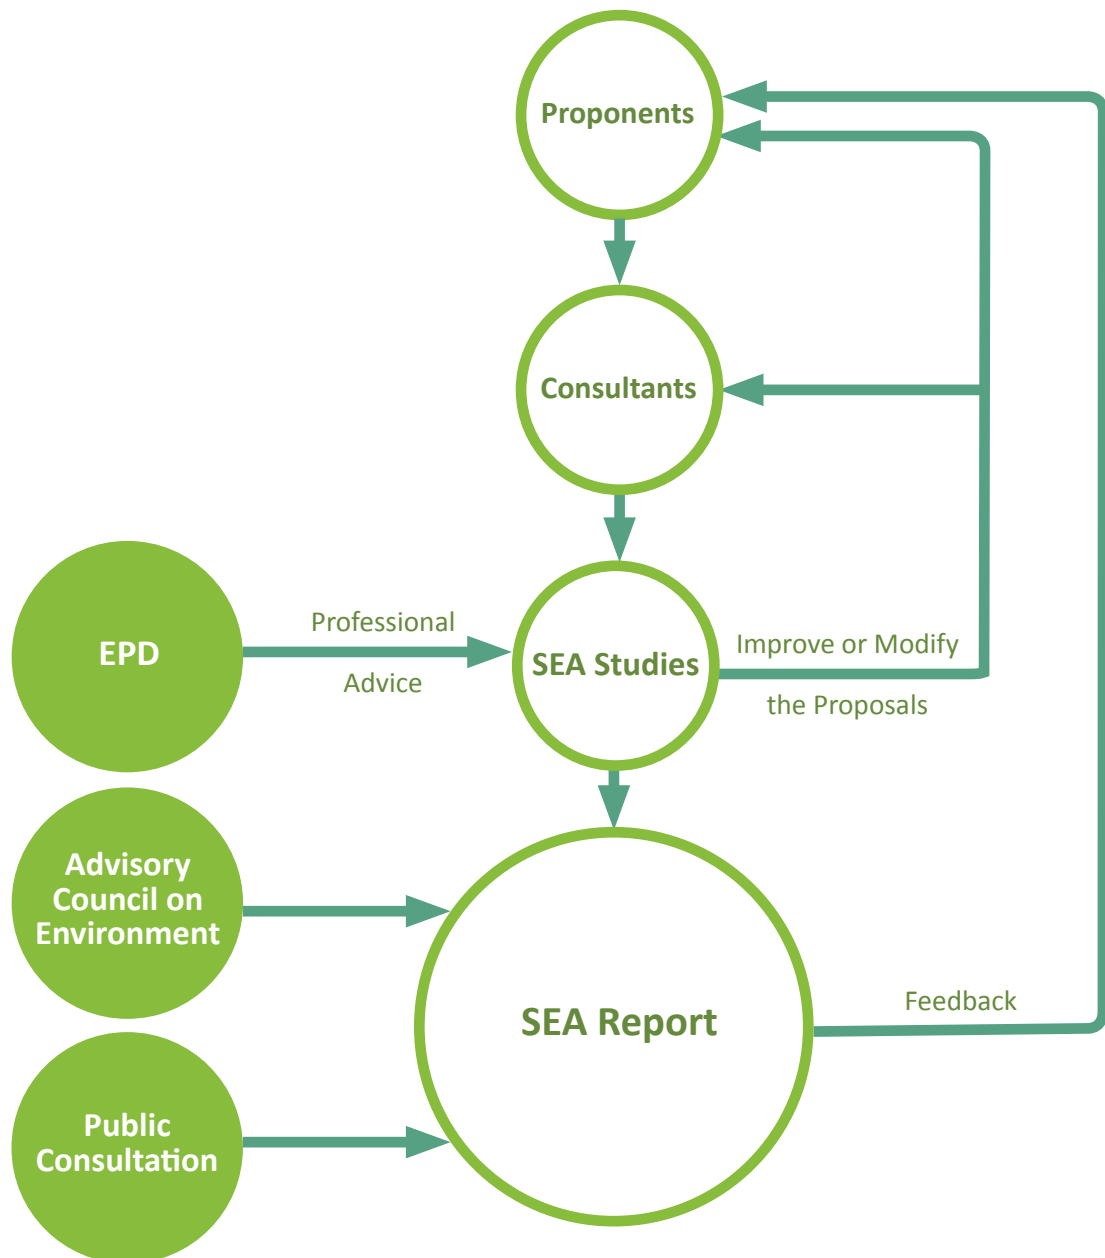 Proponents
Consultants
EPD
Professional
Advice
SEA Studies
Improve or Modify
the Proposals
Advisory
Council on
Environment
SEA Report
Feedback
Public
Consultation